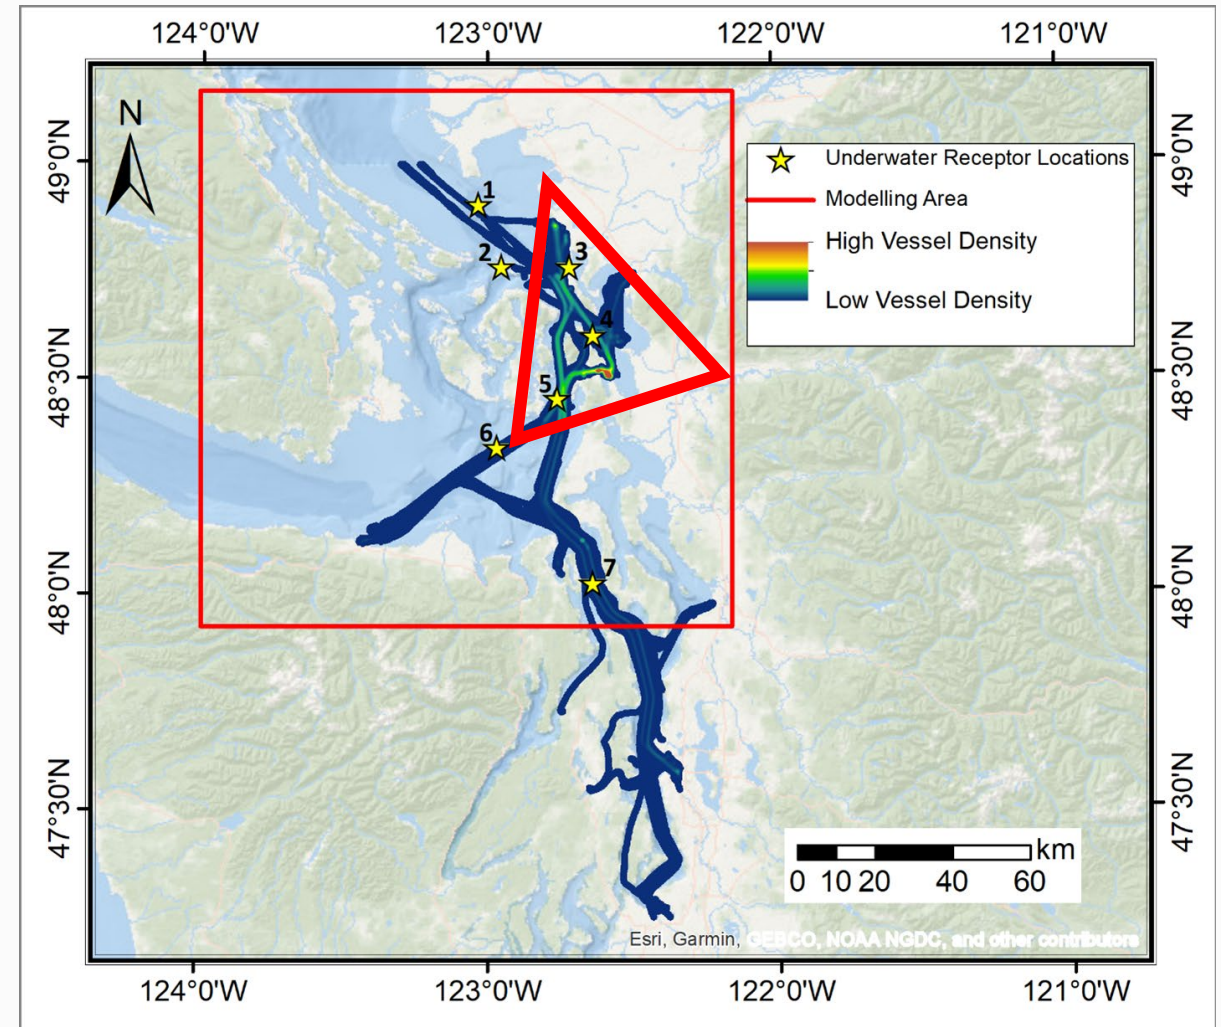 124°0'W 123°0'W 122°0'W 121°0'W
N
49°0'N
48°30'N
48°0'N
47°30'N
49°0'N
48°30'N
48°0'N
47°30'N
Underwater Receptor Locations
Modelling Area
High Vessel Density
Low Vessel Density
1
2
3
4
5
6
7
km
0 10 20 40 60
Esri, Garmin, GEBCO, NOAA NGDC, and other contributors
124°0'W 123°0'W 122°0'W 121°0'W